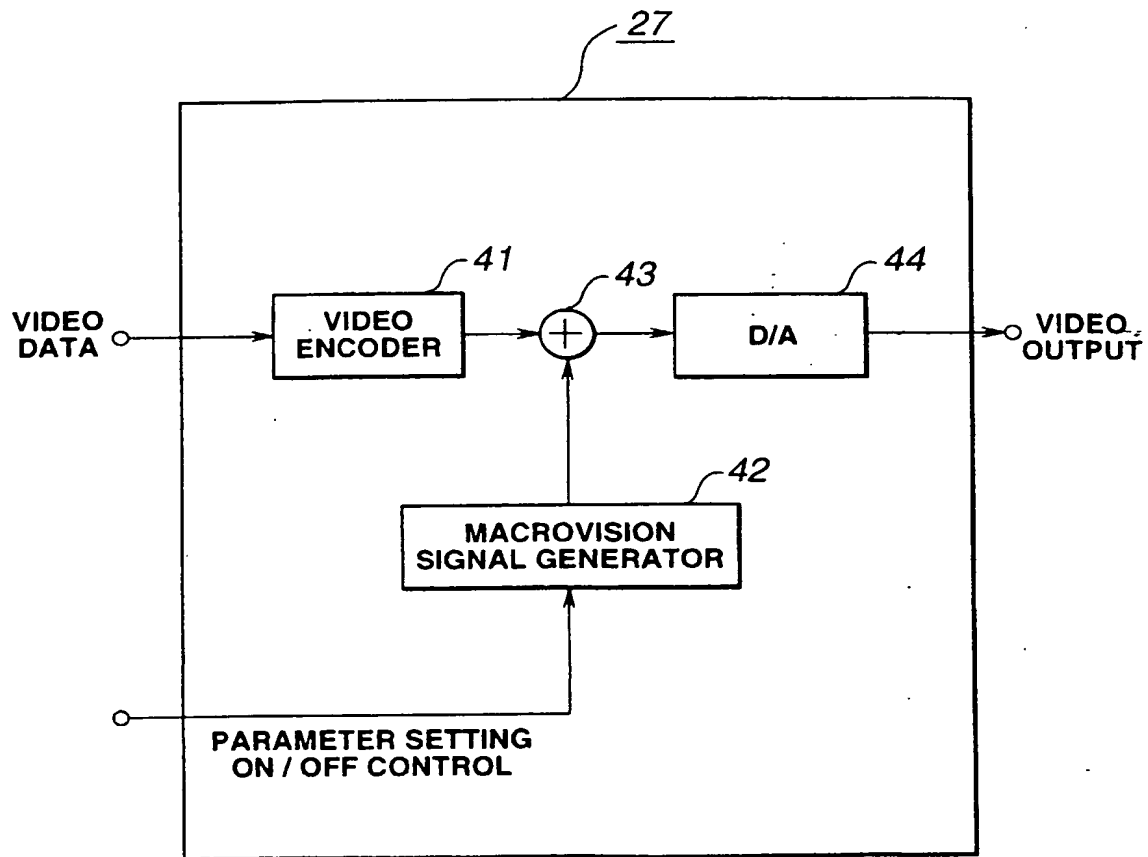 27
41
43
44
VIDEO
DATA
VIDEO
ENCODER
+
D/A
VIDEO
OUTPUT
42
MACROVISION
SIGNAL GENERATOR
PARAMETER SETTING
ON / OFF CONTROL